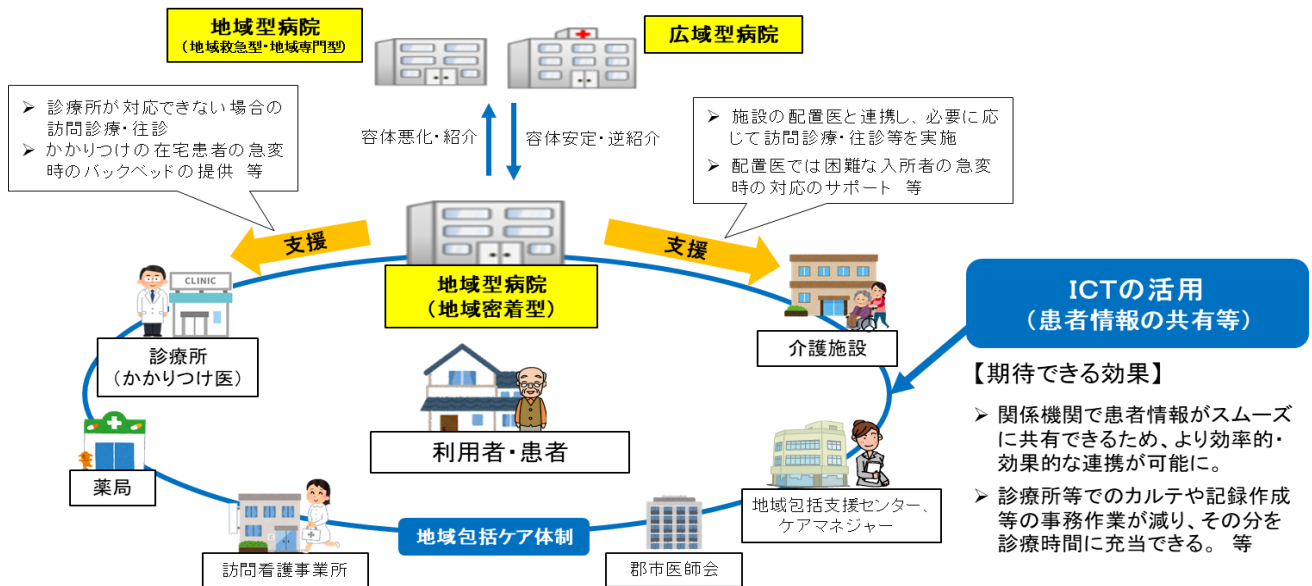 地域型病院
(地域救急型・地域専門型)
広域型病院
➢ 診療所が対応できない場合の
訪問診療・往診
➢ かかりつけの在宅患者の急変
時のバックベッドの提供 等
容体悪化・紹介
容体安定・逆紹介
➢ 施設の配置医と連携し、必要に応
じて訪問診療・往診等を実施
➢ 配置医では困難な入所者の急変
時の対応のサポート 等
支援
支援
地域型病院
(地域密着型)
CLINIC
診療所
(かかりつけ医)
介護施設
ICTの活用
(患者情報の共有等)
【期待できる効果】
➢ 関係機関で患者情報がスムーズ
に共有できるため、より効率的・
効果的な連携が可能に。
➢ 診療所等でのカルテや記録作成
等の事務作業が減り、その分を
診療時間に充当できる。 等
利用者・患者
薬局
地域包括支援センター、
ケアマネジャー
訪問看護事業所
地域包括ケア体制
郡市医師会